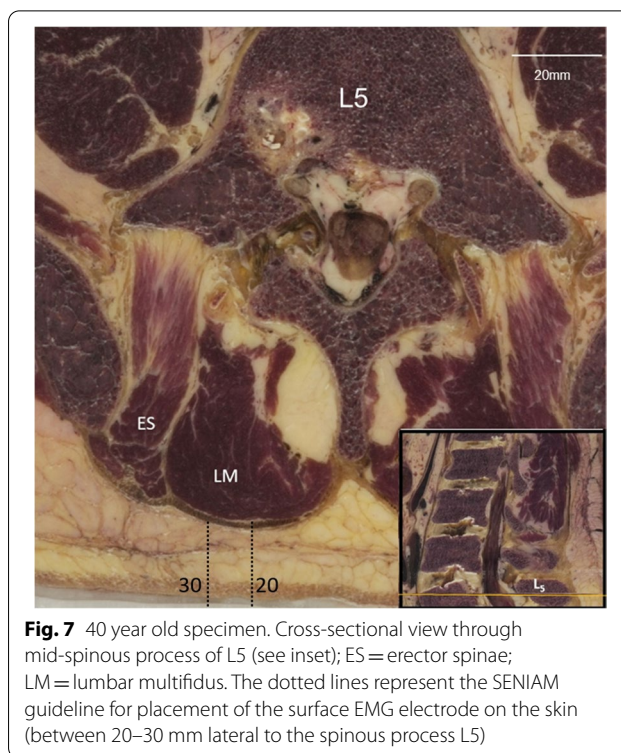 L5
20mm
ES
LM
30
20
L5
Fig. 7 40 year old specimen. Cross-sectional view through
mid-spinous process of L5 (see inset); ES = erector spinae;
LM = lumbar multifidus. The dotted lines represent the SENIAM
guideline for placement of the surface EMG electrode on the skin
(between 20–30 mm lateral to the spinous process L5)